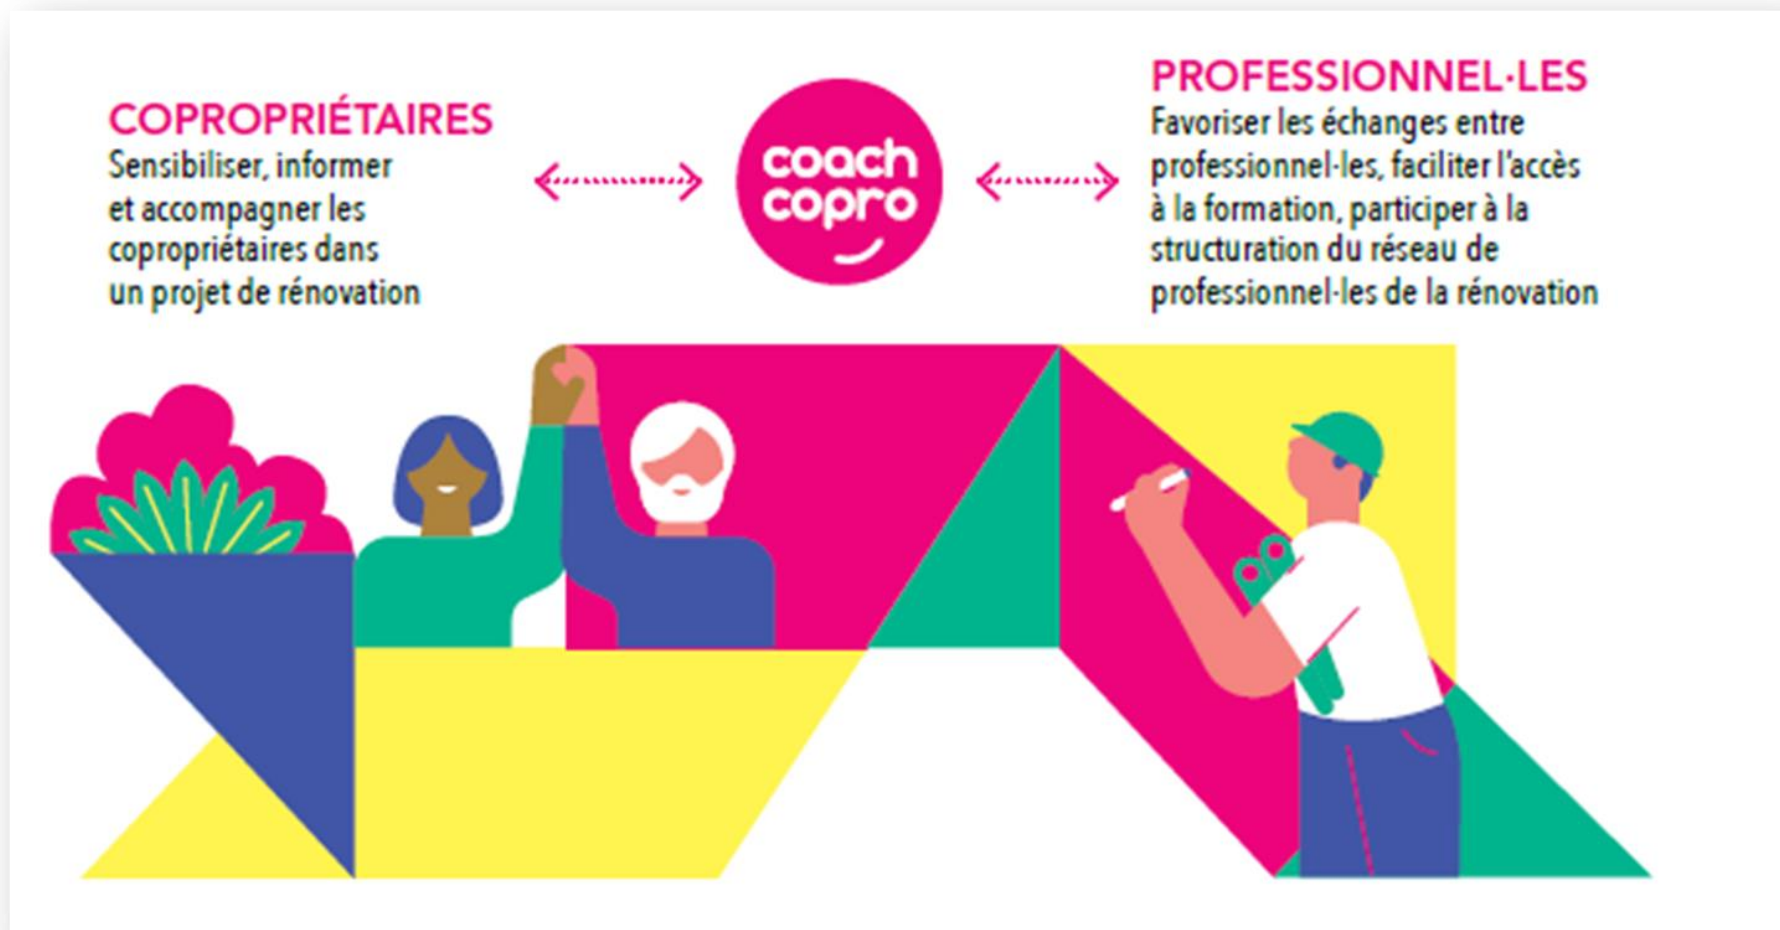 COPROPRIÉTAIRES
Sensibiliser, informer
et accompagner les
copropriétaires dans
un projet de rénovation
coach
copro
PROFESSIONNEL·LES
Favoriser les échanges entre
professionnel·les, faciliter l'accès
à la formation, participer à la
structuration du réseau de
professionnel·les de la rénovation